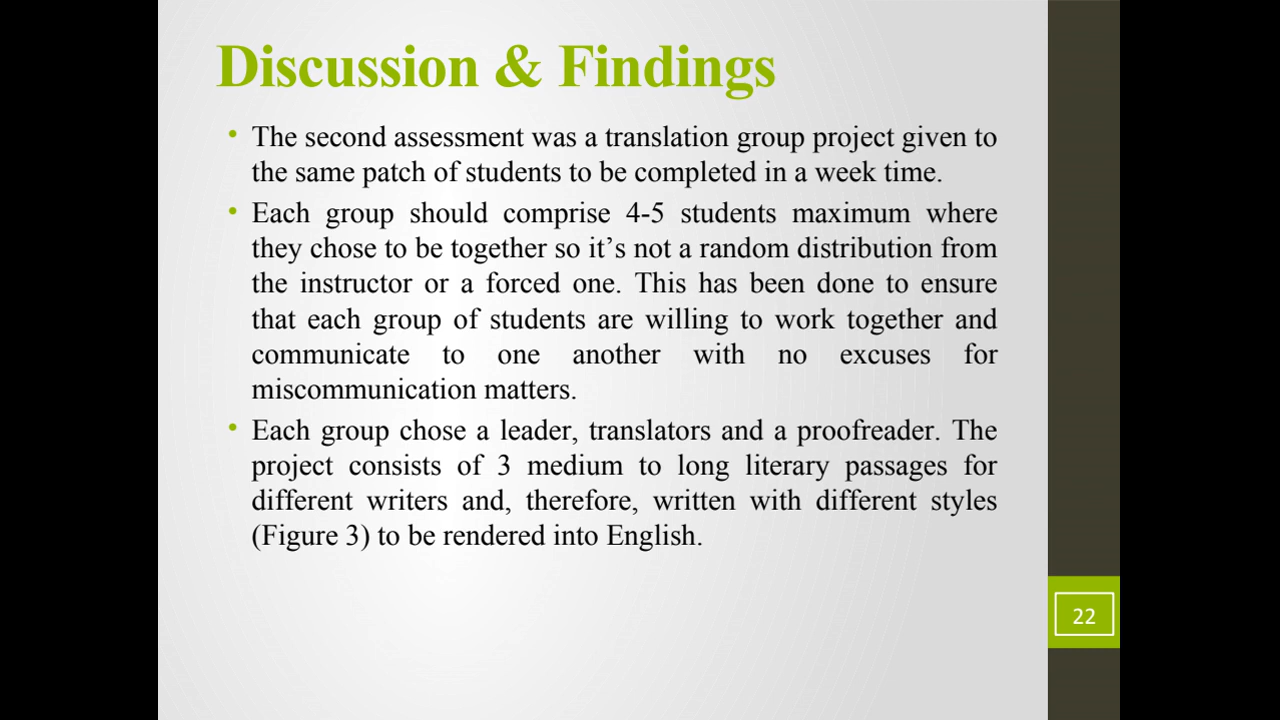 Discussion & Findings
• The second assessment was a translation group project given to
the same patch of students to be completed in a week time.
• Each group should comprise 4-5 students maximum where
they chose to be together so it’s not a random distribution from
the instructor or a forced one. This has been done to ensure
that each group of students are willing to work together and
communicate to one another with no excuses for
miscommunication matters.
• Each group chose a leader, translators and a proofreader. The
project consists of 3 medium to long literary passages for
different writers and, therefore, written with different styles
(Figure 3) to be rendered into English.
22